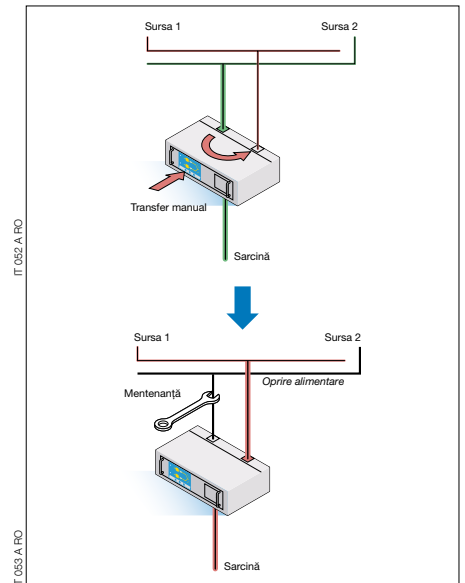 Sursa 1
Sursa 2
Transfer manual
Sarcină
IT 052 A RO
Sursa 1
Sursa 2
Oprire alimentare
Mentenanță
Sarcină
IT 053 A RO